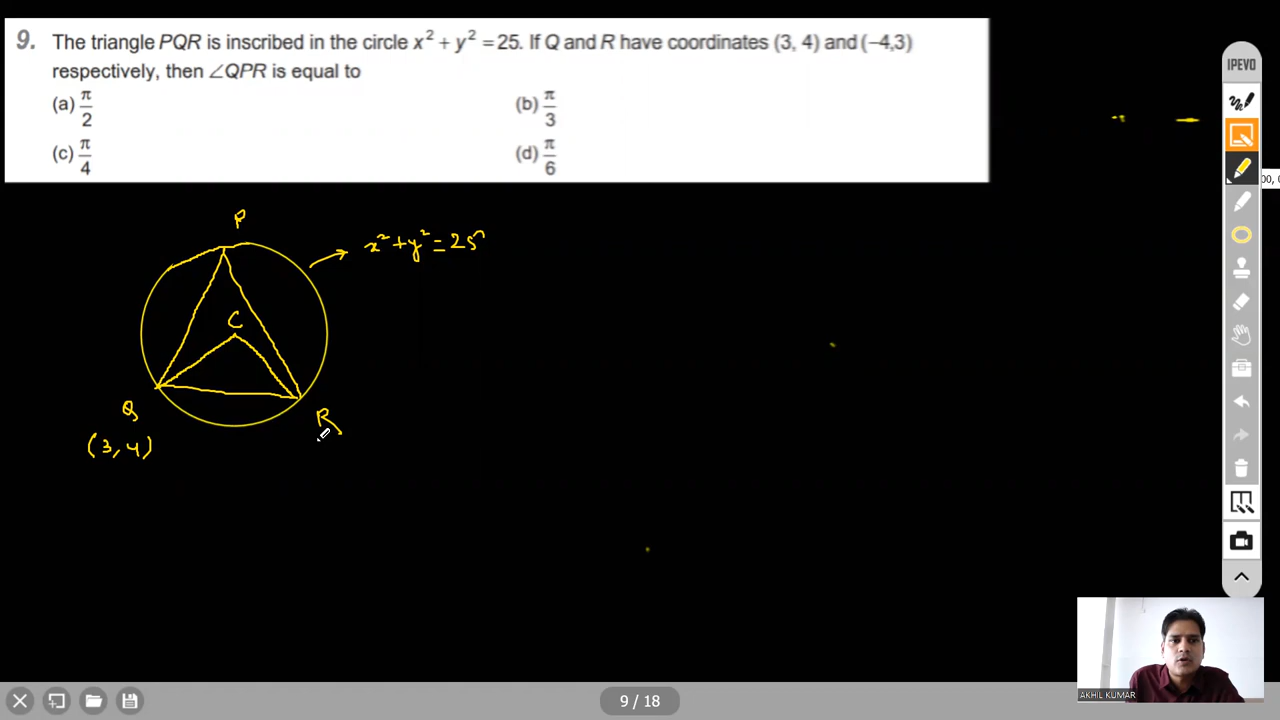 9. The triangle PQR is inscribed in the circle x² + y² = 25. If Q and R have coordinates (3, 4) and (–4,3)
respectively, then ∠QPR is equal to
(a) π/2 (b) π/3
(c) π/4 (d) π/6
P
x² + y² = 25
C
Q
R
(3, 4)
IPEVO
00, 0
AKHIL KUMAR
9 / 18